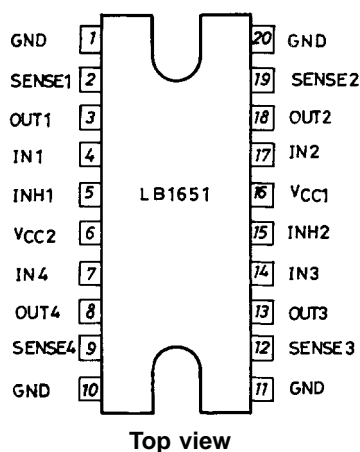 GND 1 20 GND
SENSE1 2 19 SENSE2
OUT1 3 18 OUT2
IN1 4 17 IN2
INH1 5 LB1651 16 VCC1
VCC2 6 15 INH2
IN4 7 14 IN3
OUT4 8 13 OUT3
SENSE4 9 12 SENSE3
GND 10 11 GND
Top view